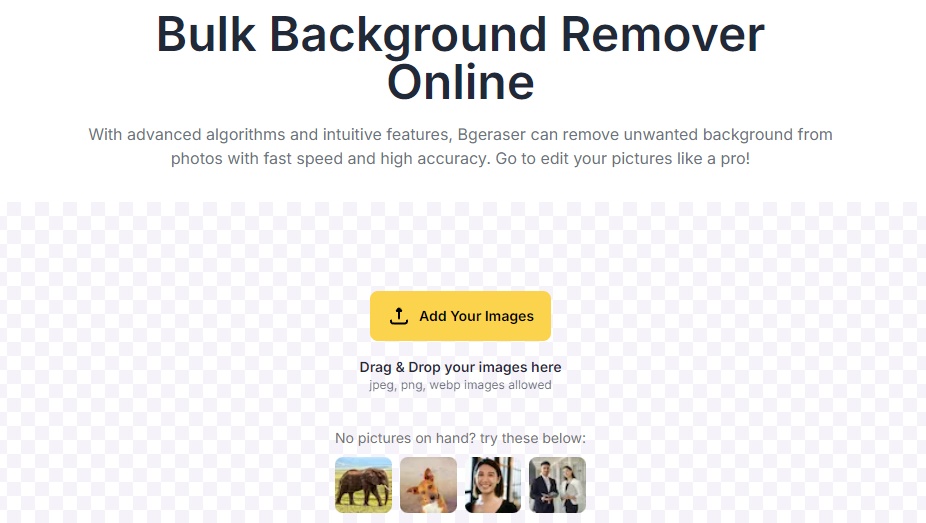 Bulk Background Remover
Online
With advanced algorithms and intuitive features, Bgeraser can remove unwanted background from
photos with fast speed and high accuracy. Go to edit your pictures like a pro!
Add Your Images
Drag & Drop your images here
jpeg, png, webp images allowed
No pictures on hand? try these below: